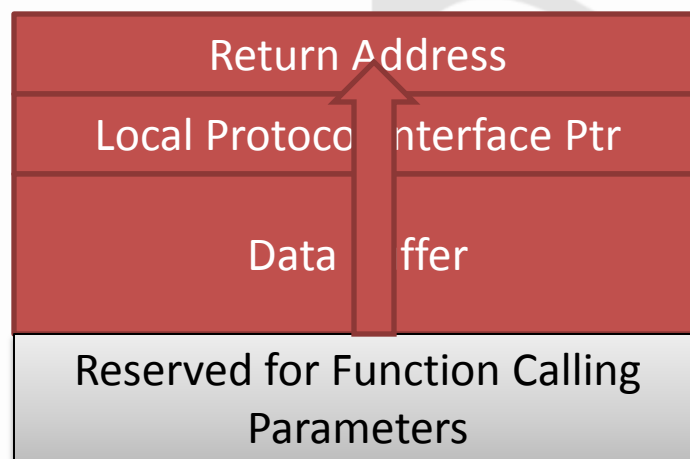 Return Address
Local Protoco nterface Ptr
Data ffer
Reserved for Function Calling
Parameters